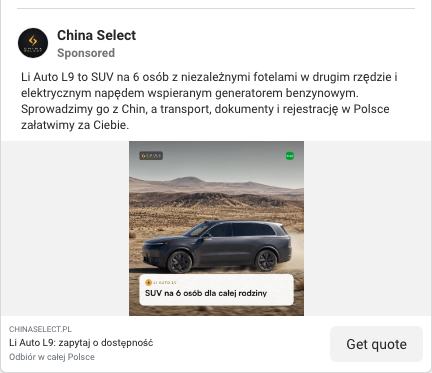 China Select
Sponsored
Li Auto L9 to SUV na 6 osób z niezależnymi fotelami w drugim rzędzie i
elektrycznym napędem wspieranym generatorem benzynowym.
Sprowadzimy go z Chin, a transport, dokumenty i rejestrację w Polsce
załatwimy za Ciebie.
SUV na 6 osób dla całej rodziny
CHINASELECT.PL
Li Auto L9: zapytaj o dostępność
Get quote
Odbiór w całej Polsce